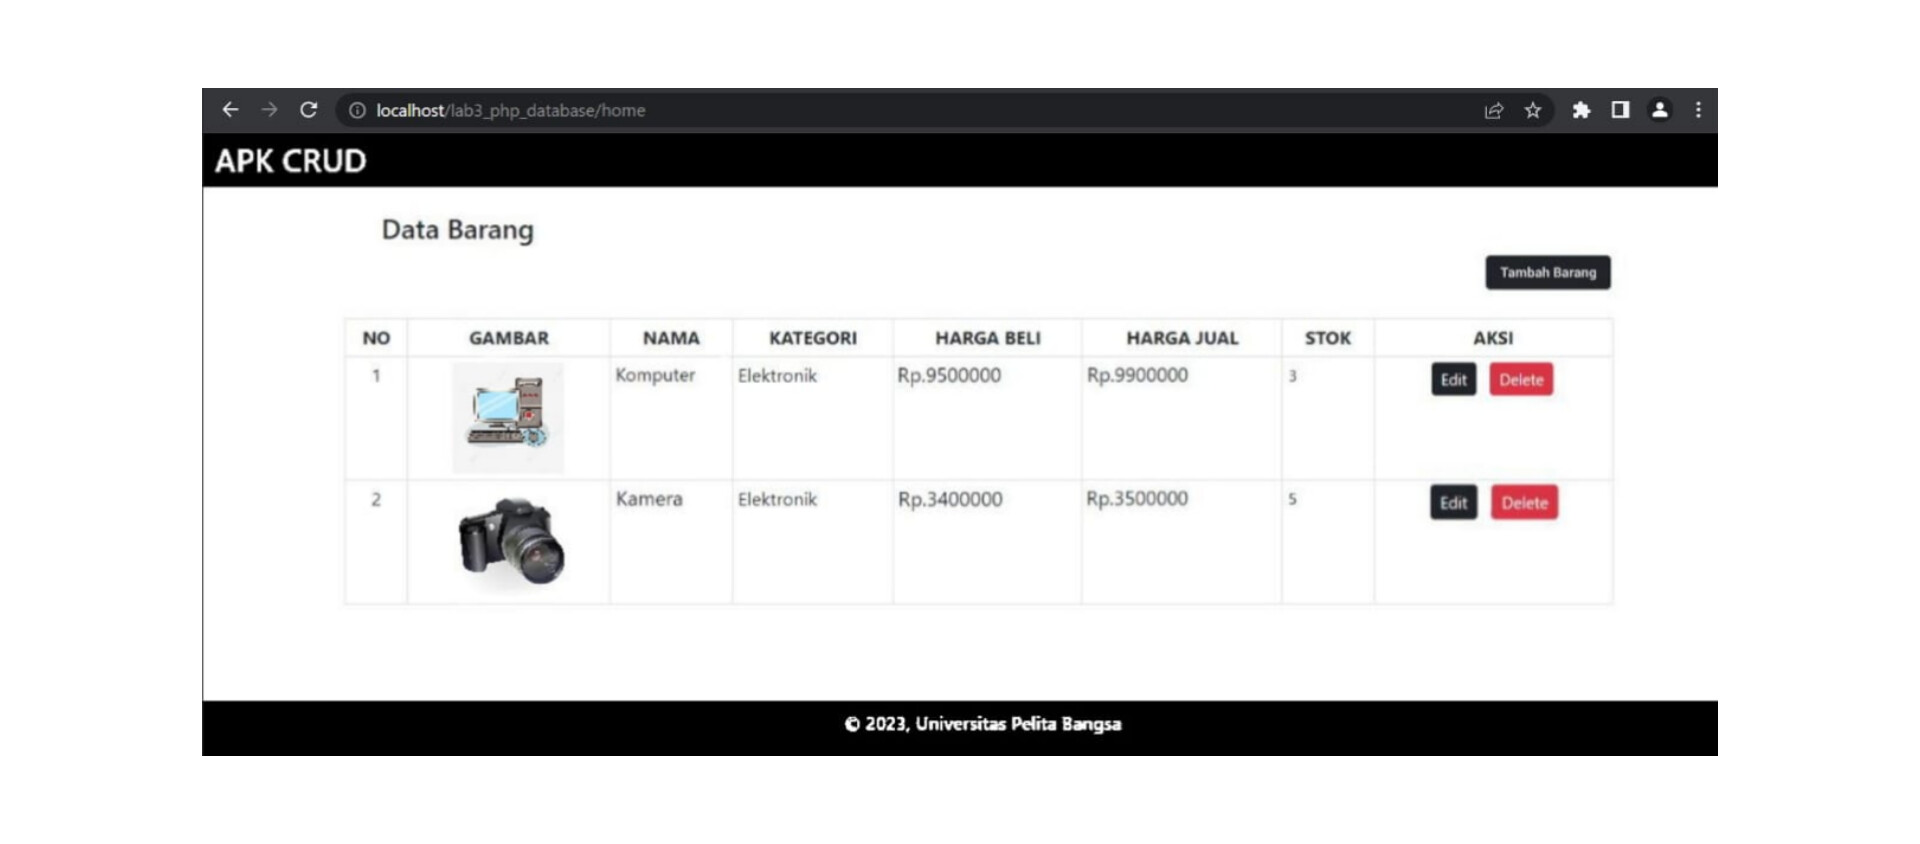 localhost/lab3_php_database/home
APK CRUD
Data Barang
Tambah Barang
NO GAMBAR NAMA KATEGORI HARGA BELI HARGA JUAL STOK AKSI
1 Komputer Elektronik Rp.9500000 Rp.9900000 3 Edit Delete
2 Kamera Elektronik Rp.3400000 Rp.3500000 5 Edit Delete
© 2023, Universitas Pelita Bangsa